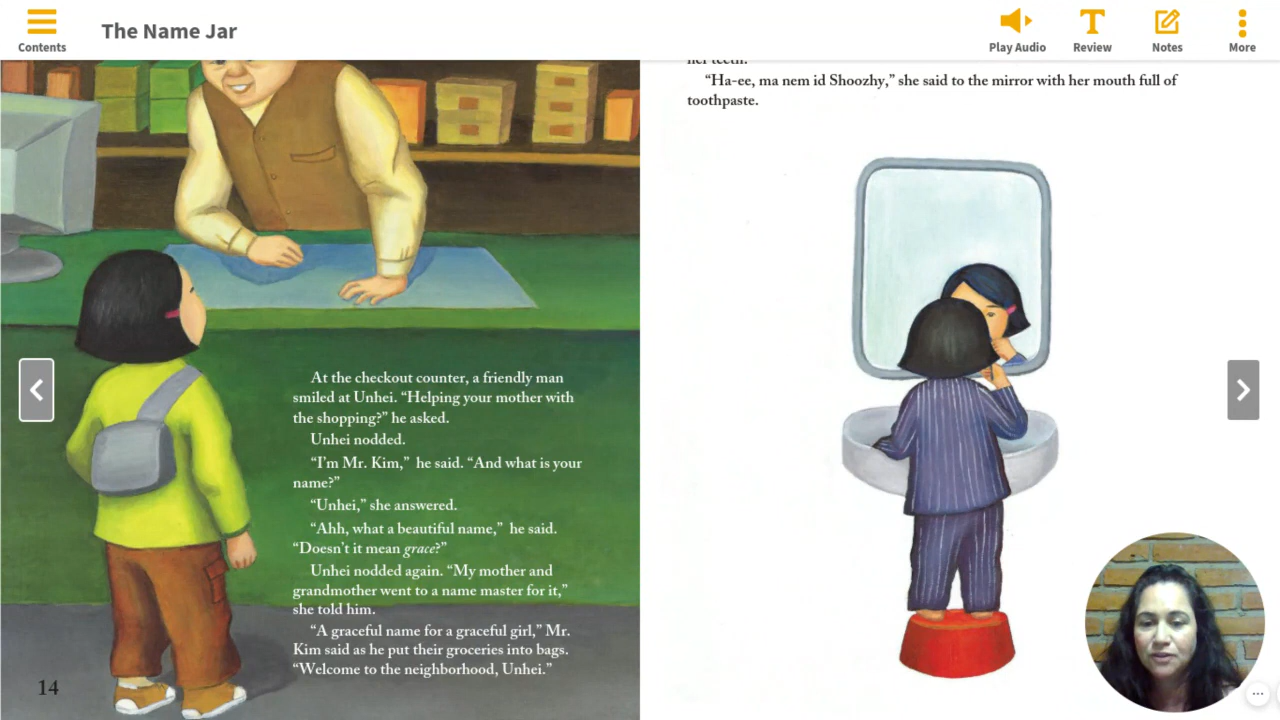 Contents
The Name Jar
Play Audio
Review
Notes
More
At the checkout counter, a friendly man
smiled at Unhei. “Helping your mother with
the shopping?” he asked.
Unhei nodded.
“I’m Mr. Kim,” he said. “And what is your
name?”
“Unhei,” she answered.
“Ahh, what a beautiful name,” he said.
“Doesn’t it mean grace?”
Unhei nodded again. “My mother and
grandmother went to a name master for it,”
she told him.
“A graceful name for a graceful girl,” Mr.
Kim said as he put their groceries into bags.
“Welcome to the neighborhood, Unhei.”
14
her teeth.
“Ha-ee, ma nem id Shoozhy,” she said to the mirror with her mouth full of
toothpaste.